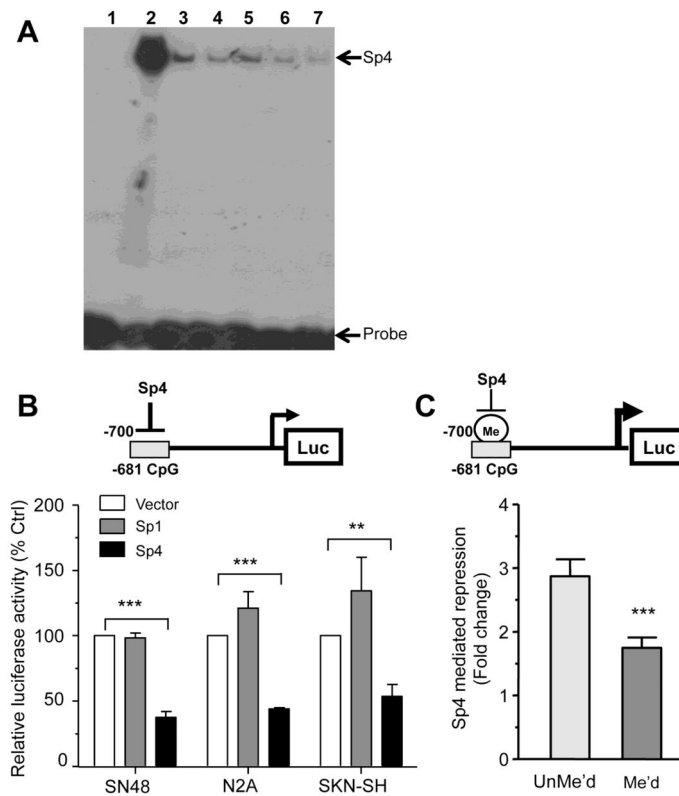 A
1 2 3 4 5 6 7
Sp4
Probe
B
Sp4
-700
-681 CpG
Luc
Relative luciferase activity (% Ctrl)
200
150
100
50
0
Vector
Sp1
Sp4
***
***
**
SN48 N2A SKN-SH
C
Sp4
-700
Me
-681 CpG
Luc
Sp4 mediated repression
(Fold change)
4
3
2
1
0
***
UnMe'd Me'd